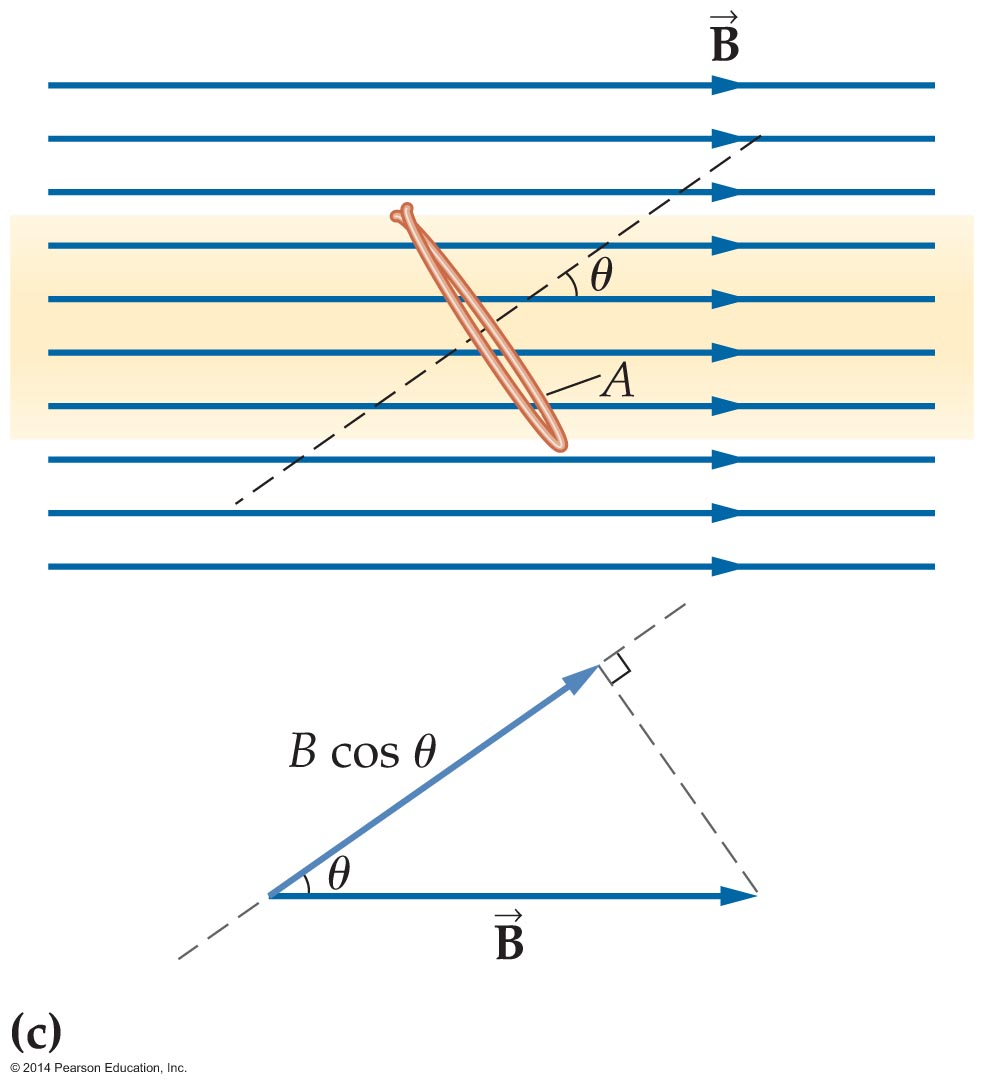 B⃗
θ
A
B cos θ
θ
B⃗
(c)
© 2014 Pearson Education, Inc.